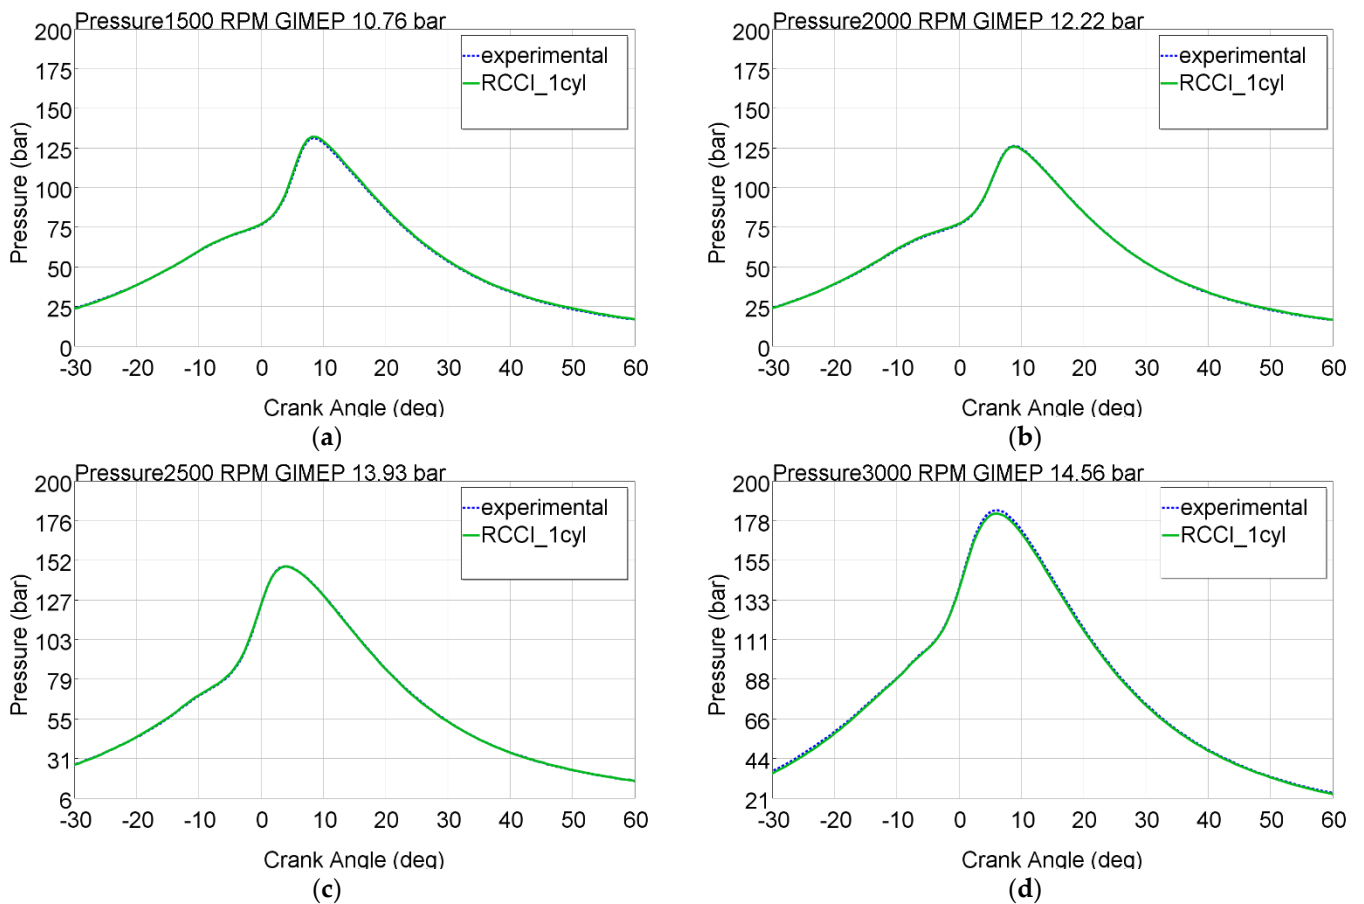 Pressure1500 RPM GIMEP 10.76 bar
200
175
150
125
100
75
50
25
0
Pressure (bar)
experimental
RCCI_1cyl
-30 -20 -10 0 10 20 30 40 50 60
Crank Angle (deg)
(a)
Pressure2000 RPM GIMEP 12.22 bar
200
175
150
125
100
75
50
25
0
Pressure (bar)
experimental
RCCI_1cyl
-30 -20 -10 0 10 20 30 40 50 60
Crank Angle (deg)
(b)
Pressure2500 RPM GIMEP 13.93 bar
200
176
152
127
103
79
55
31
6
Pressure (bar)
experimental
RCCI_1cyl
-30 -20 -10 0 10 20 30 40 50 60
Crank Angle (deg)
(c)
Pressure3000 RPM GIMEP 14.56 bar
200
178
155
133
111
88
66
44
21
Pressure (bar)
experimental
RCCI_1cyl
-30 -20 -10 0 10 20 30 40 50 60
Crank Angle (deg)
(d)